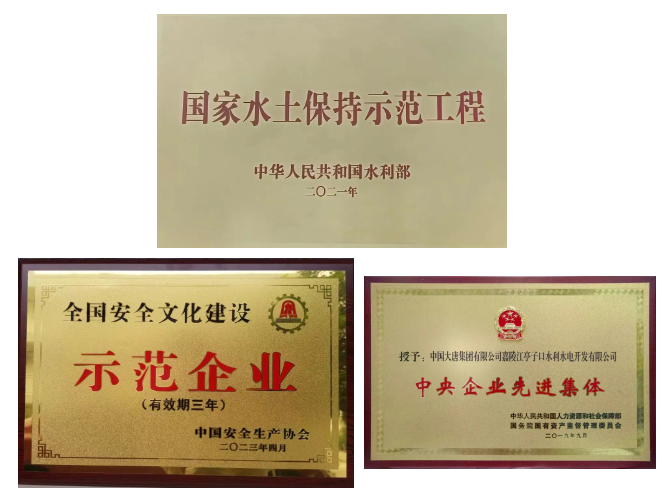 国家水土保持示范工程
中华人民共和国水利部
二〇二一年
全国安全文化建设
示范企业
（有效期三年）
中国安全生产协会
二〇二三年四月
授予：中国大唐集团有限公司嘉陵江亭子口水利水电开发有限公司
中央企业先进集体
中华人民共和国人力资源和社会保障部
国务院国有资产监督管理委员会
二〇一九年九月